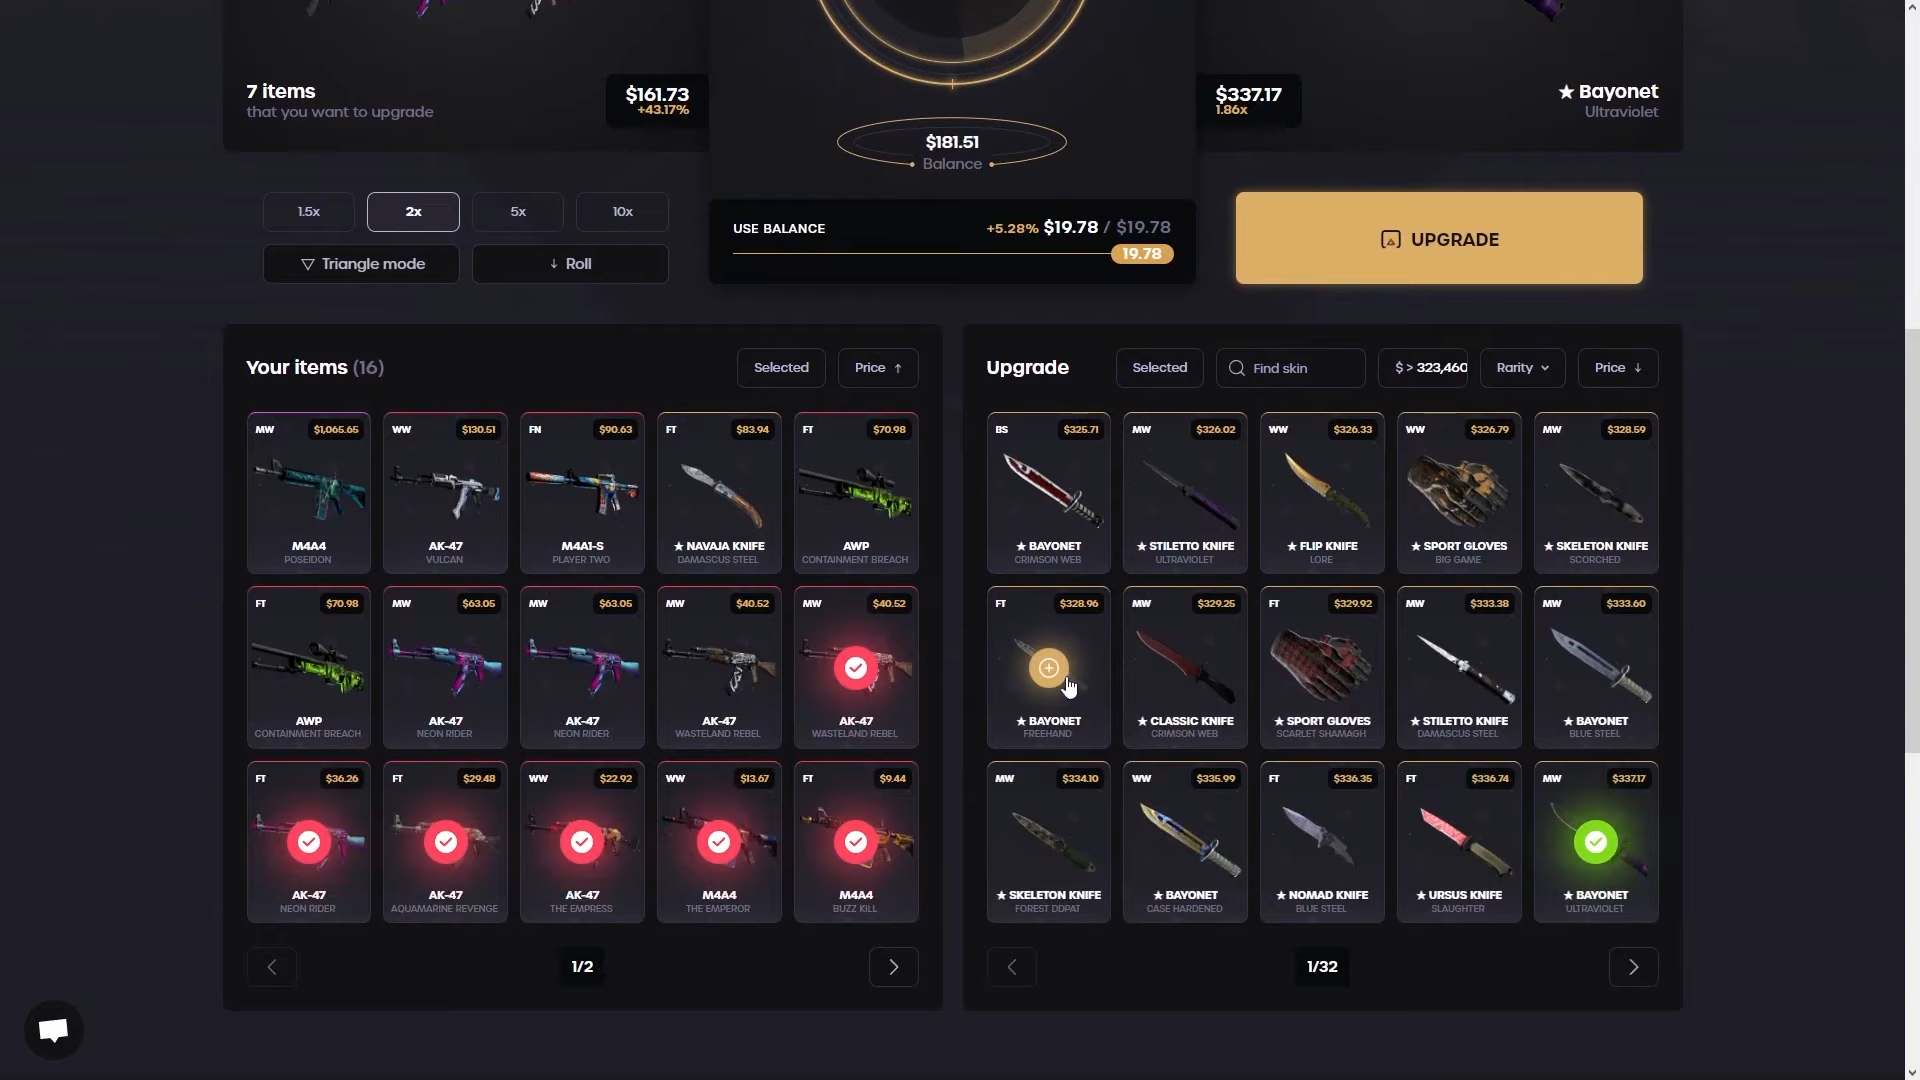 7 items
that you want to upgrade
$161.73
+43.17%
$337.17
1.86x
★ Bayonet
Ultraviolet
$181.51
Balance
1.5x
2x
5x
10x
Triangle mode
Roll
USE BALANCE
+5.28% $19.78 / $19.78
19.78
UPGRADE
Your items (16)
Selected
Price
Upgrade
Selected
Find skin
$ > 323,460
Rarity
Price
MW $1,065.65
M4A4
POSEIDON
WW $130.51
AK-47
VULCAN
FN $90.63
M4A1-S
PLAYER TWO
FT $83.94
★ NAVAJA KNIFE
DAMASCUS STEEL
FT $70.98
AWP
CONTAINMENT BREACH
FT $70.98
AWP
CONTAINMENT BREACH
MW $63.05
AK-47
NEON RIDER
MW $63.05
AK-47
NEON RIDER
MW $40.52
AK-47
WASTELAND REBEL
MW $40.52
AK-47
WASTELAND REBEL
FT $36.26
AK-47
NEON RIDER
FT $29.48
AK-47
AQUAMARINE REVENGE
WW $22.92
AK-47
THE EMPRESS
WW $13.67
M4A4
THE EMPEROR
FT $9.44
M4A4
BUZZ KILL
1/2
BS $325.71
★ BAYONET
CRIMSON WEB
MW $326.02
★ STILETTO KNIFE
ULTRAVIOLET
WW $326.33
★ FLIP KNIFE
LORE
WW $326.79
★ SPORT GLOVES
BIG GAME
MW $328.59
★ SKELETON KNIFE
SCORCHED
FT $328.96
★ BAYONET
FREEHAND
MW $329.25
★ CLASSIC KNIFE
CRIMSON WEB
FT $329.92
★ SPORT GLOVES
SCARLET SHAMAGH
MW $333.38
★ STILETTO KNIFE
DAMASCUS STEEL
MW $333.60
★ BAYONET
BLUE STEEL
MW $334.10
★ SKELETON KNIFE
FOREST DDPAT
WW $335.99
★ BAYONET
CASE HARDENED
FT $336.35
★ NOMAD KNIFE
BLUE STEEL
FT $336.74
★ URSUS KNIFE
SLAUGHTER
MW $337.17
★ BAYONET
ULTRAVIOLET
1/32